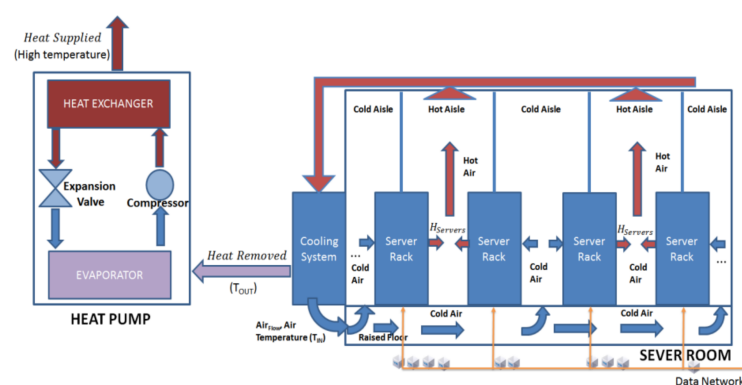 Heat Supplied
(High temperature)
HEAT EXCHANGER
Expansion
Valve
Compressor
EVAPORATOR
HEAT PUMP
Heat Removed
(TOUT)
Cold Aisle
Hot Aisle
Cold Aisle
Hot Aisle
Cold Aisle
Hot
Air
Hot
Air
Cooling
System
...
Cold
Air
Server
Rack
HServers
Server
Rack
Cold
Air
Server
Rack
HServers
Cold
Air
Server
Rack
...
AirFlow, Air
Temperature (TIN)
Raised Floor
Cold Air
Cold Air
SEVER ROOM
Data Network